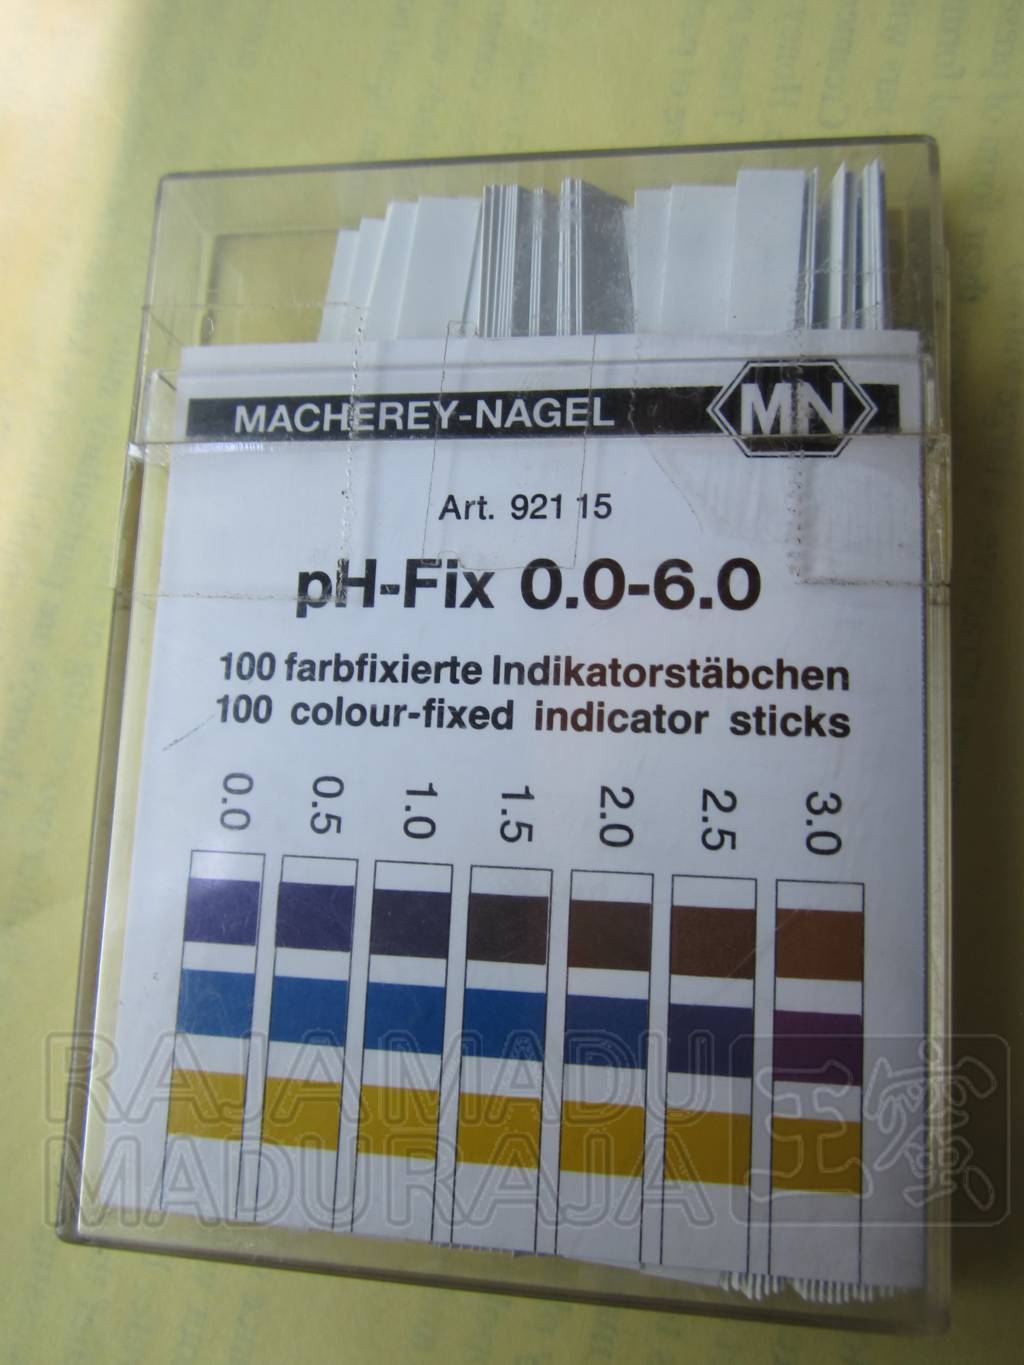 MACHEREY-NAGEL MN
Art. 921 15
pH-Fix 0.0-6.0
100 farbfixierte Indikatorstäbchen
100 colour-fixed indicator sticks
0.0 0.5 1.0 1.5 2.0 2.5 3.0
RAJAMADU
MADURAJA